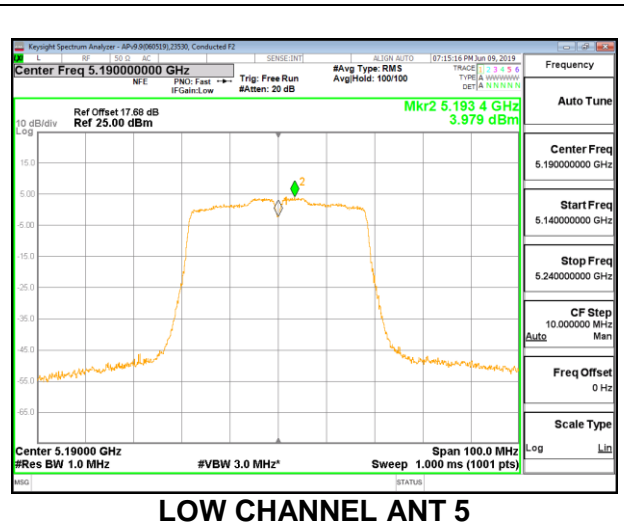 Keysight Spectrum Analyzer - APv9.9(060519),23530, Conducted F2
L RF 50 Ω AC SENSE:INT ALIGN AUTO 07:15:16 PM Jun 09, 2019
Center Freq 5.190000000 GHz
NFE
PNO: Fast
IFGain:Low
Trig: Free Run
#Atten: 20 dB
#Avg Type: RMS
Avg|Hold: 100/100
TRACE 1 2 3 4 5 6
TYPE A WWWWW
DET A N N N N N
Mkr2 5.193 4 GHz
3.979 dBm
Ref Offset 17.68 dB
10 dB/div Ref 25.00 dBm
Log
15.0
5.00
-5.00
-15.0
-25.0
-35.0
-45.0
-55.0
-65.0
2
Center 5.19000 GHz Span 100.0 MHz
#Res BW 1.0 MHz #VBW 3.0 MHz* Sweep 1.000 ms (1001 pts)
MSG STATUS
Frequency
Auto Tune
Center Freq
5.190000000 GHz
Start Freq
5.140000000 GHz
Stop Freq
5.240000000 GHz
CF Step
10.000000 MHz
Auto Man
Freq Offset
0 Hz
Scale Type
Log Lin
LOW CHANNEL ANT 5